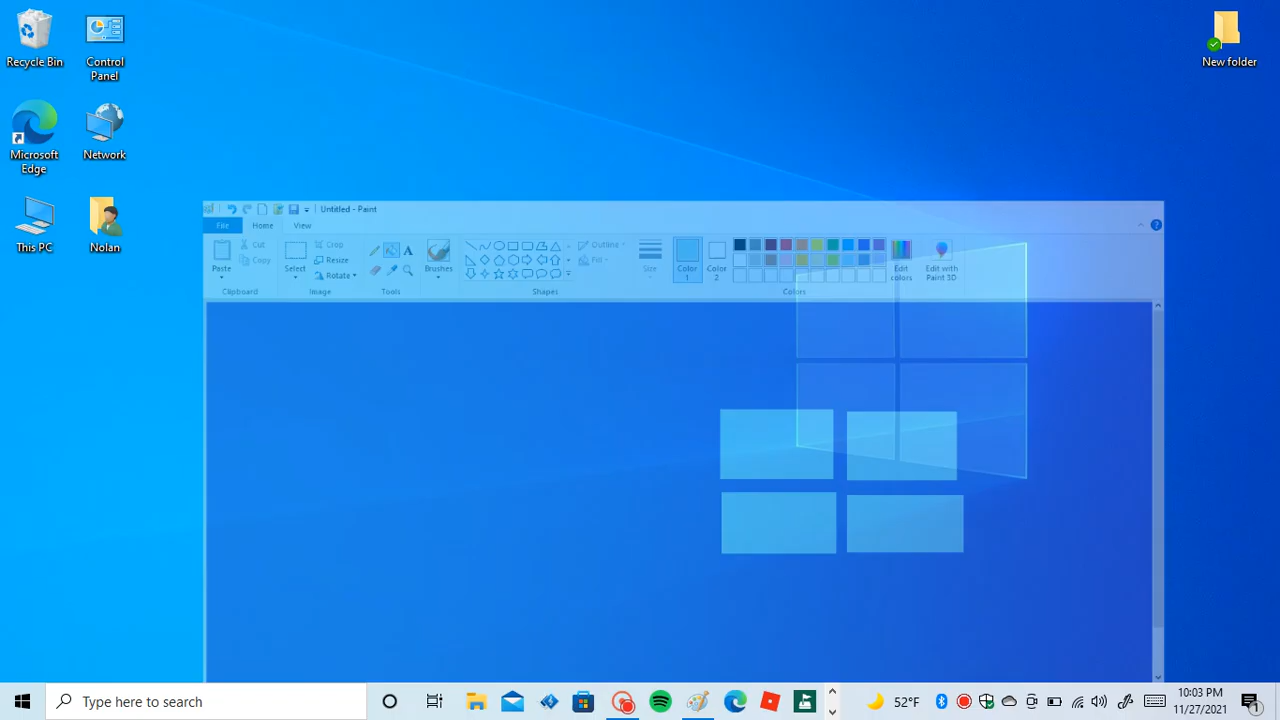 Recycle Bin
Control
Panel
New folder
Microsoft
Edge
Network
This PC
Nolan
Untitled - Paint
File
Home
View
Paste
Cut
Copy
Clipboard
Select
Crop
Resize
Rotate
Image
A
Tools
Brushes
Outline
Fill
Shapes
Size
Color
1
Color
2
Colors
Edit
colors
Edit with
Paint 3D
Type here to search
52°F
10:03 PM
11/27/2021
1